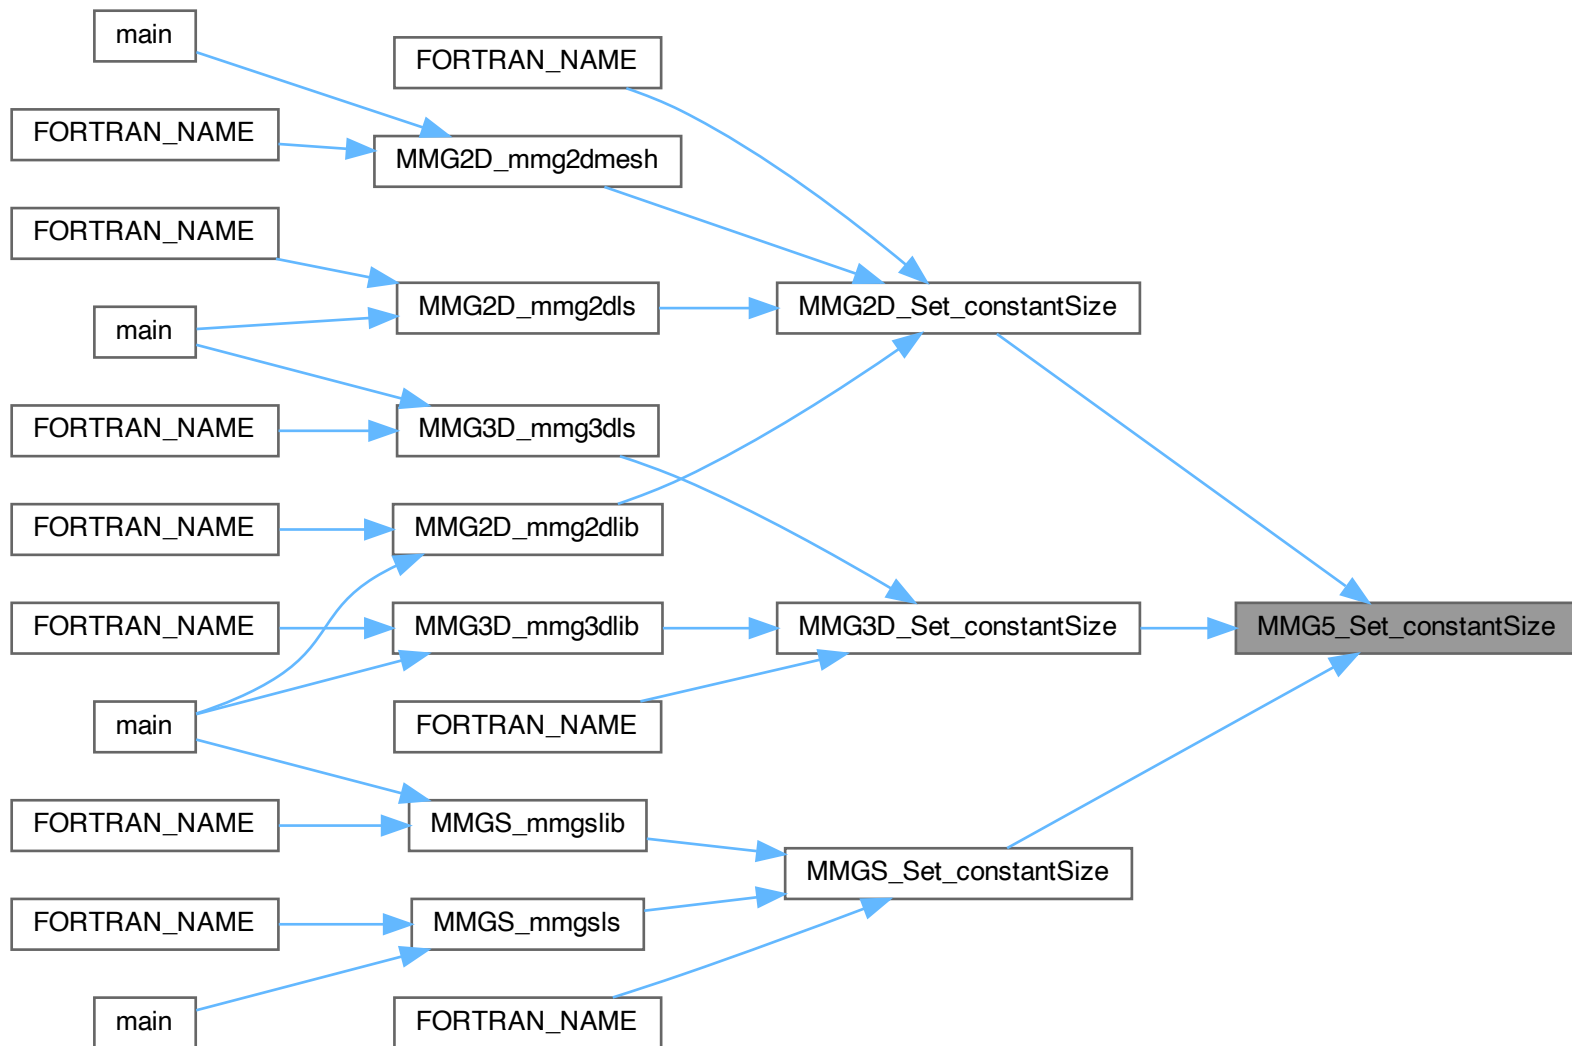 main
FORTRAN_NAME
FORTRAN_NAME
MMG2D_mmg2dmesh
FORTRAN_NAME
MMG2D_mmg2dls
MMG2D_Set_constantSize
main
FORTRAN_NAME
MMG3D_mmg3dls
FORTRAN_NAME
MMG2D_mmg2dlib
FORTRAN_NAME
MMG3D_mmg3dlib
MMG3D_Set_constantSize
MMG5_Set_constantSize
main
FORTRAN_NAME
FORTRAN_NAME
MMGS_mmgslib
MMGS_Set_constantSize
FORTRAN_NAME
MMGS_mmgsls
main
FORTRAN_NAME